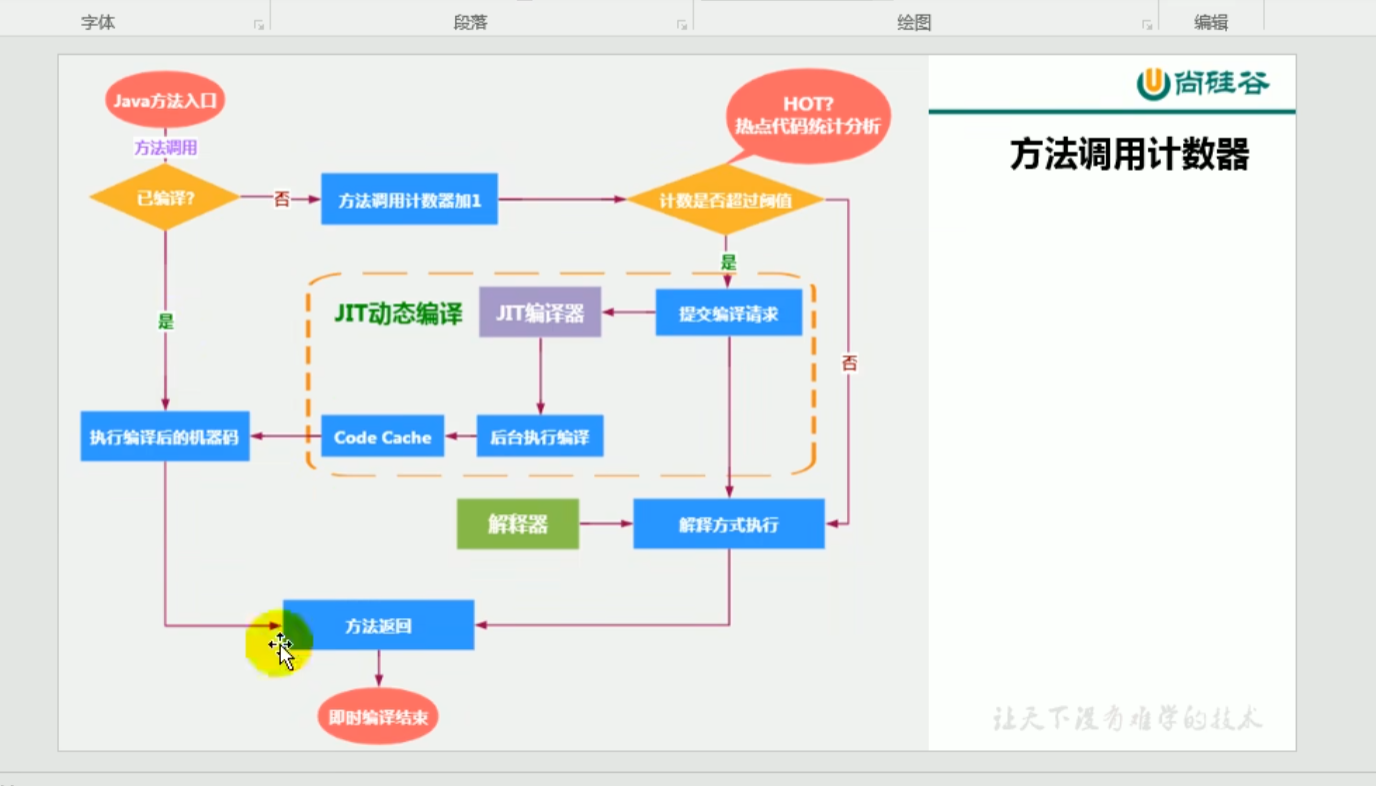 字体
段落
绘图
编辑
尚硅谷
方法调用计数器
Java方法入口
方法调用
已编译?
否
方法调用计数器加1
计数是否超过阈值
HOT?
热点代码统计分析
是
是
否
JIT动态编译
JIT编译器
提交编译请求
执行编译后的机器码
Code Cache
后台执行编译
解释器
解释方式执行
方法返回
即时编译结束
让天下没有难学的技术